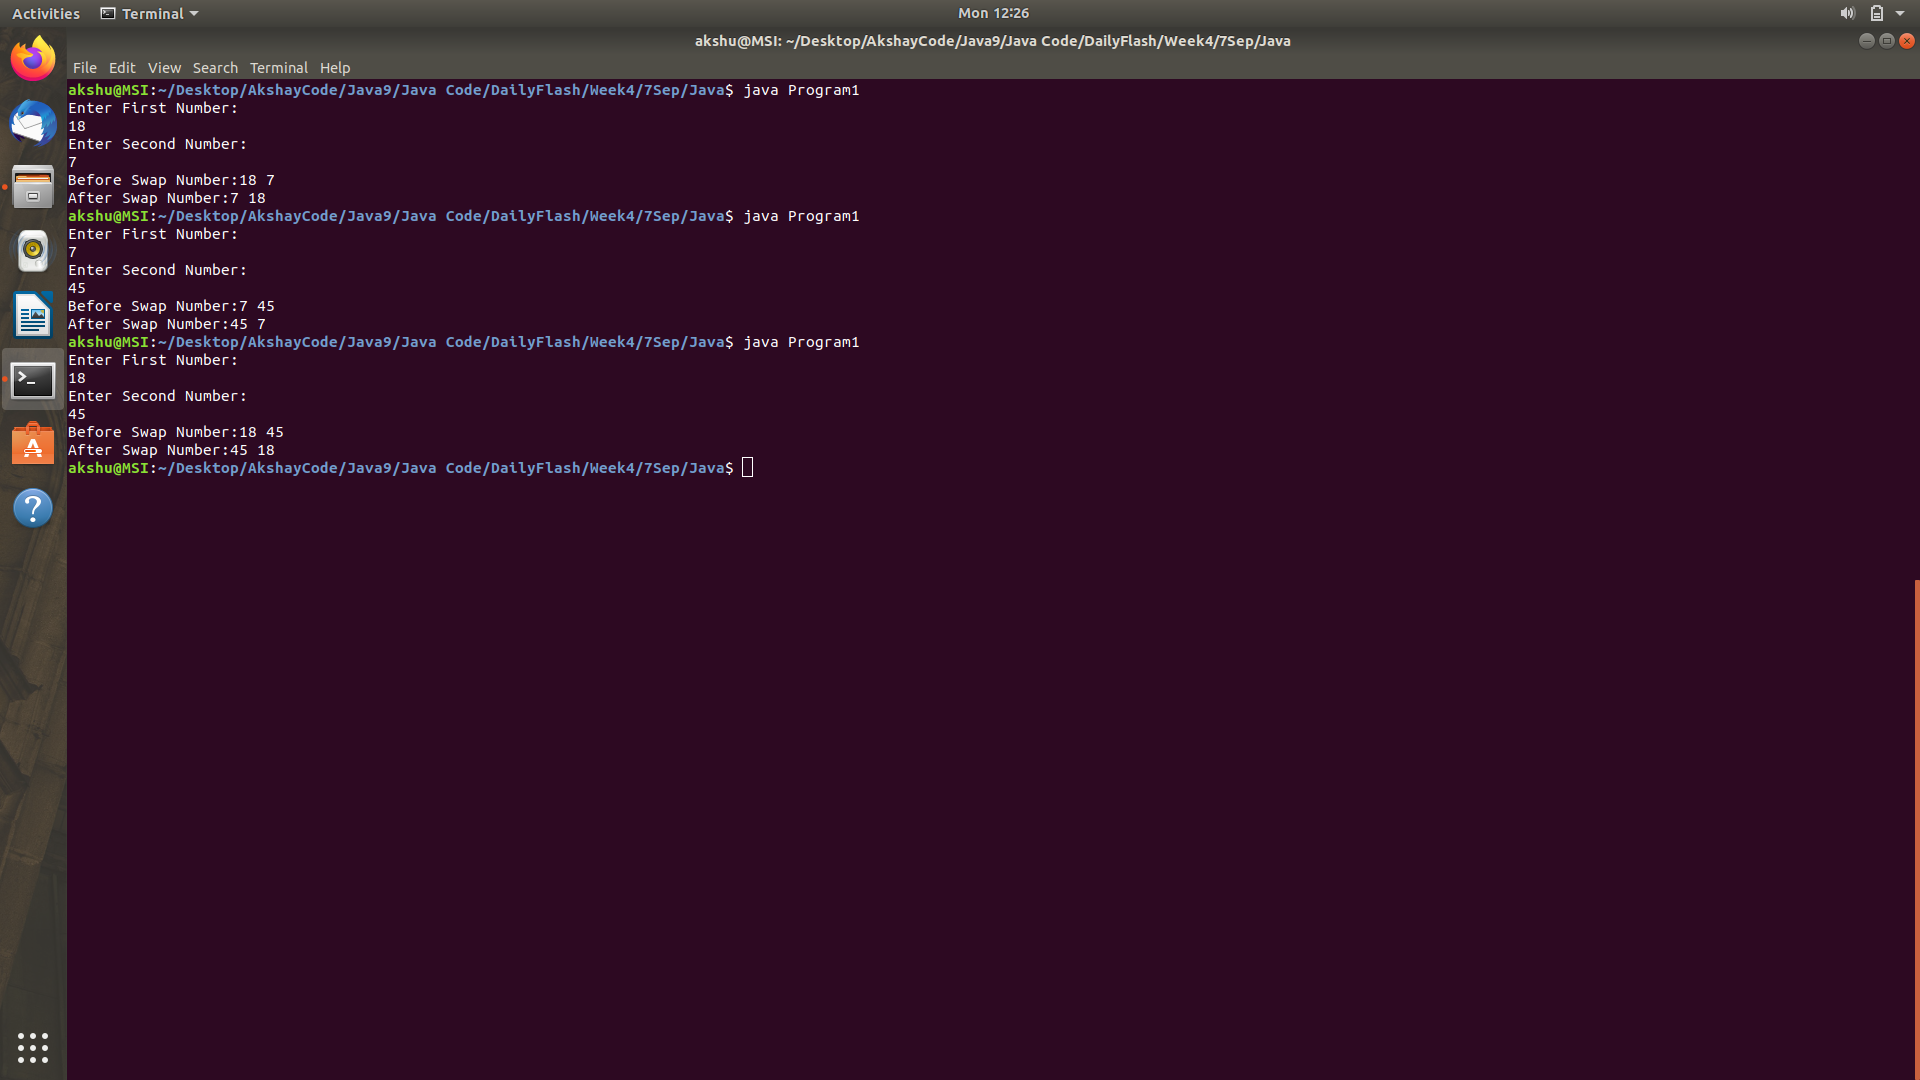 Activities Terminal Mon 12:26
akshu@MSI: ~/Desktop/AkshayCode/Java9/Java Code/DailyFlash/Week4/7Sep/Java
File Edit View Search Terminal Help
akshu@MSI:~/Desktop/AkshayCode/Java9/Java Code/DailyFlash/Week4/7Sep/Java$ java Program1
Enter First Number:
18
Enter Second Number:
7
Before Swap Number:18 7
After Swap Number:7 18
akshu@MSI:~/Desktop/AkshayCode/Java9/Java Code/DailyFlash/Week4/7Sep/Java$ java Program1
Enter First Number:
7
Enter Second Number:
45
Before Swap Number:7 45
After Swap Number:45 7
akshu@MSI:~/Desktop/AkshayCode/Java9/Java Code/DailyFlash/Week4/7Sep/Java$ java Program1
Enter First Number:
18
Enter Second Number:
45
Before Swap Number:18 45
After Swap Number:45 18
akshu@MSI:~/Desktop/AkshayCode/Java9/Java Code/DailyFlash/Week4/7Sep/Java$